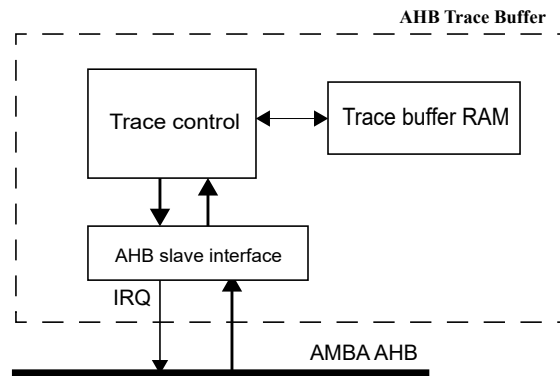 AHB Trace Buffer
Trace control
Trace buffer RAM
AHB slave interface
IRQ
AMBA AHB